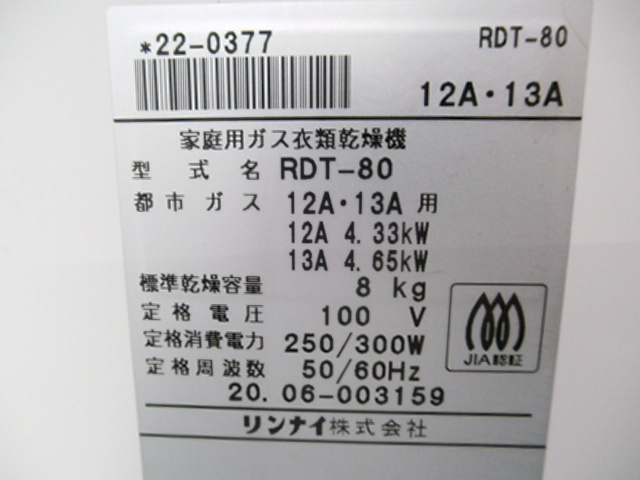 *22-0377 RDT-80
12A・13A
家庭用ガス衣類乾燥機
型式名 RDT-80
都市ガス 12A・13A用
12A 4.33kW
13A 4.65kW
標準乾燥容量 8 kg
定格電圧 100 V
定格消費電力 250/300W
定格周波数 50/60Hz
20.06-003159
JIA認証
リンナイ株式会社